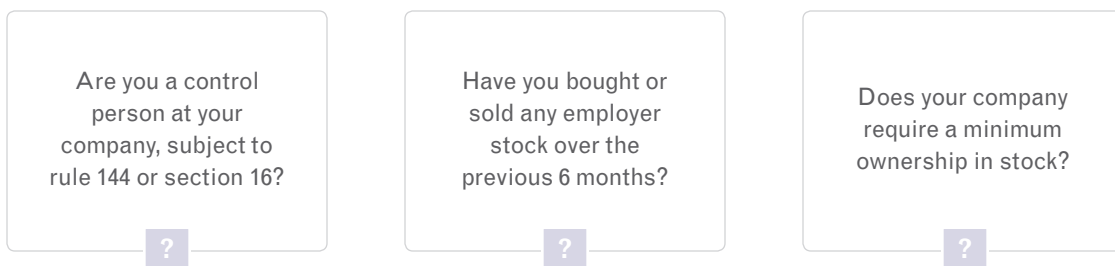 Are you a control
person at your
company, subject to
rule 144 or section 16?
?
Have you bought or
sold any employer
stock over the
previous 6 months?
?
Does your company
require a minimum
ownership in stock?
?